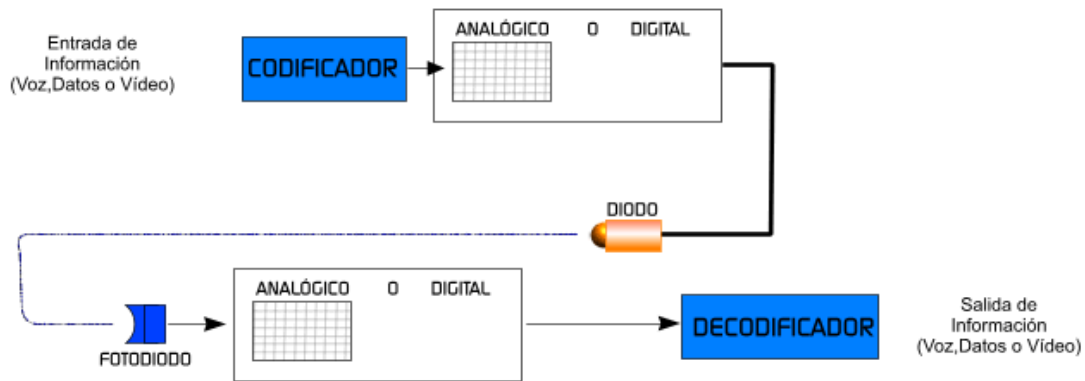 Entrada de
Información
(Voz,Datos o Vídeo)
CODIFICADOR
ANALÓGICO O DIGITAL
DIODO
FOTODIODO
ANALÓGICO O DIGITAL
DECODIFICADOR
Salida de
Información
(Voz,Datos o Vídeo)